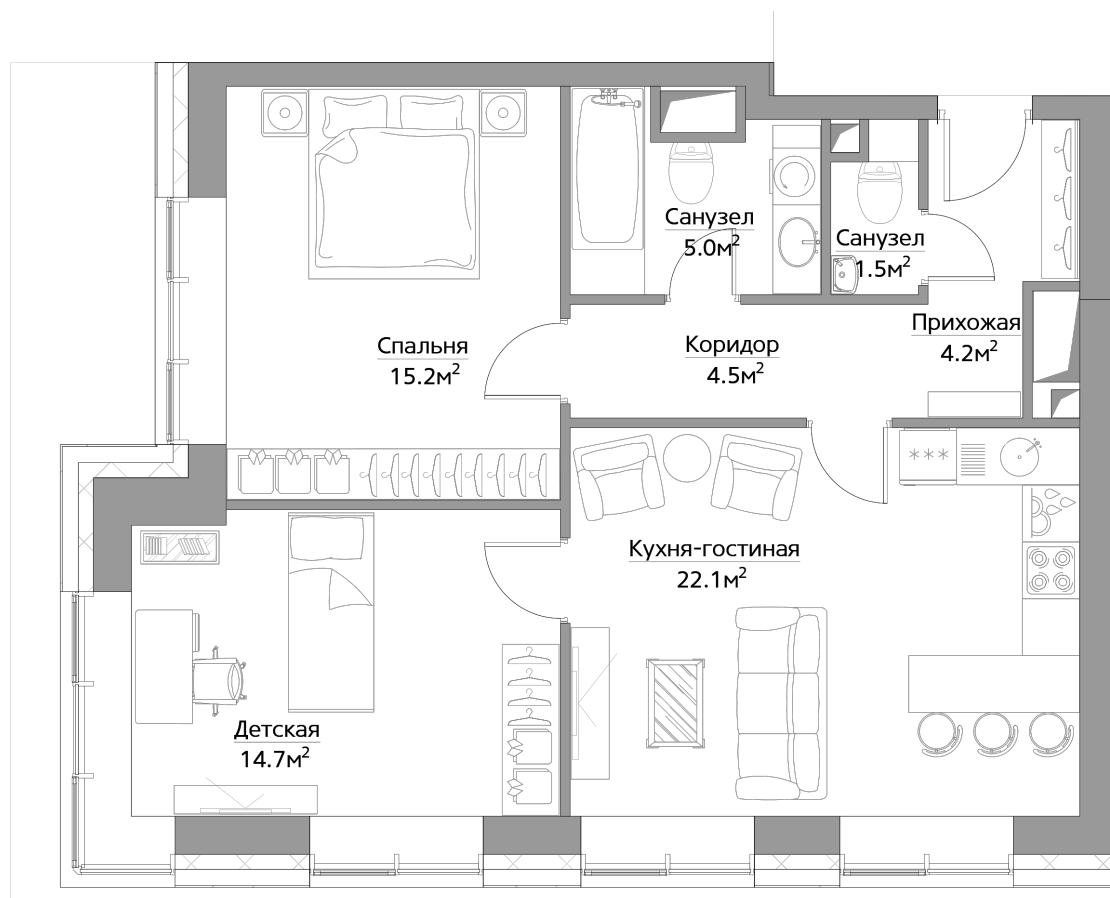 Санузел
5.0м²
Санузел
1.5м²
Прихожая
4.2м²
Спальня
15.2м²
Коридор
4.5м²
***
Кухня-гостиная
22.1м²
Детская
14.7м²